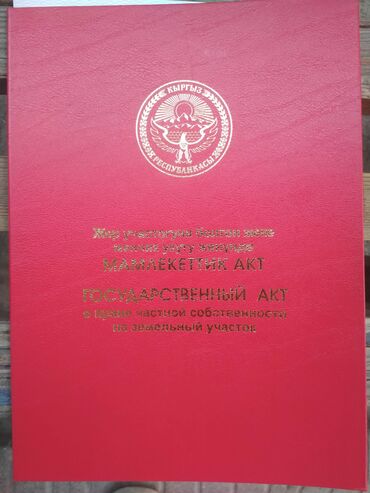 КЫРГЫЗ
РЕСПУБЛИКАСЫ
Жер участогуна болгон жеке
менчик укугу жөнүндө
МАМЛЕКЕТТИК АКТ
ГОСУДАРСТВЕННЫЙ АКТ
о праве частной собственности
на земельный участок